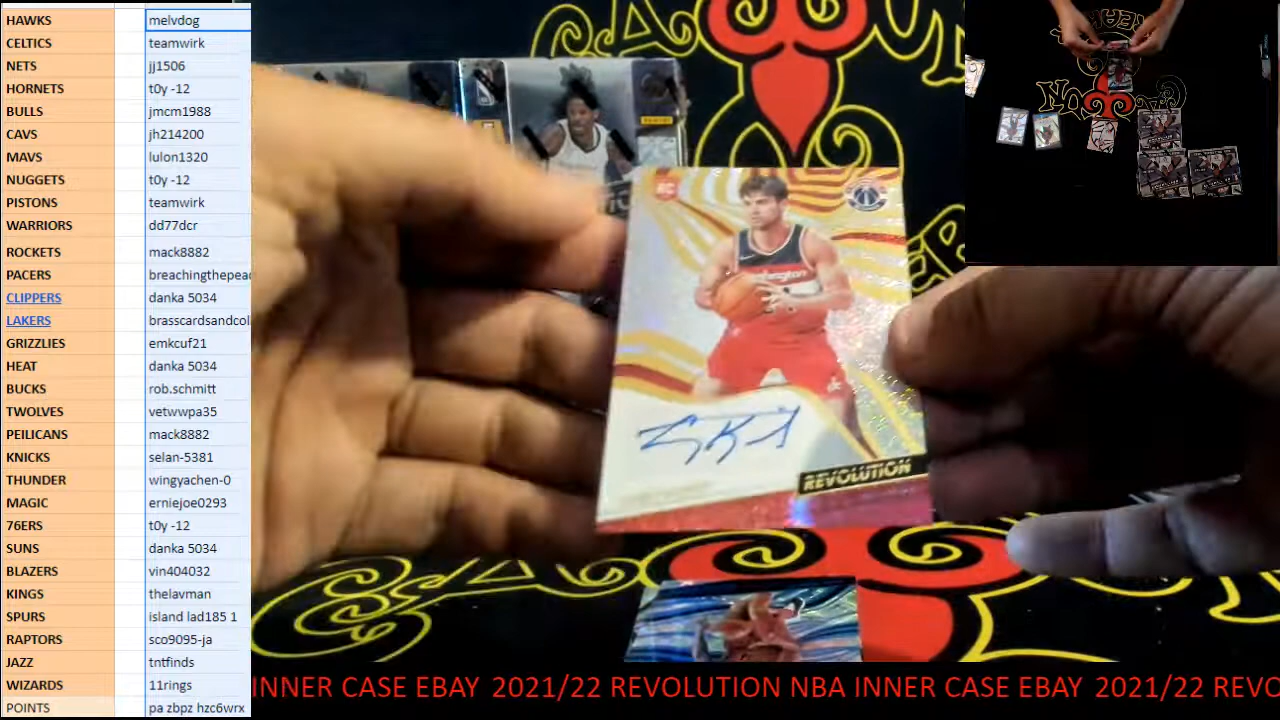 HAWKS melvdog
CELTICS teamwirk
NETS jj1506
HORNETS t0y -12
BULLS jmcm1988
CAVS jh214200
MAVS lulon1320
NUGGETS t0y -12
PISTONS teamwirk
WARRIORS dd77dcr
ROCKETS mack8882
PACERS breachingthepeac
CLIPPERS danka 5034
LAKERS brasscardsandcol
GRIZZLIES emkcuf21
HEAT danka 5034
BUCKS rob.schmitt
TWOLVES vetwwpa35
PEILICANS mack8882
KNICKS selan-5381
THUNDER wingyachen-0
MAGIC erniejoe0293
76ERS t0y -12
SUNS danka 5034
BLAZERS vin404032
KINGS thelavman
SPURS island lad185 1
RAPTORS sco9095-ja
JAZZ tntfinds
WIZARDS 11rings
POINTS pa zbpz hzc6wrx
RC
Washington
REVOLUTION
INNER CASE EBAY 2021/22 REVOLUTION NBA INNER CASE EBAY 2021/22 REVO